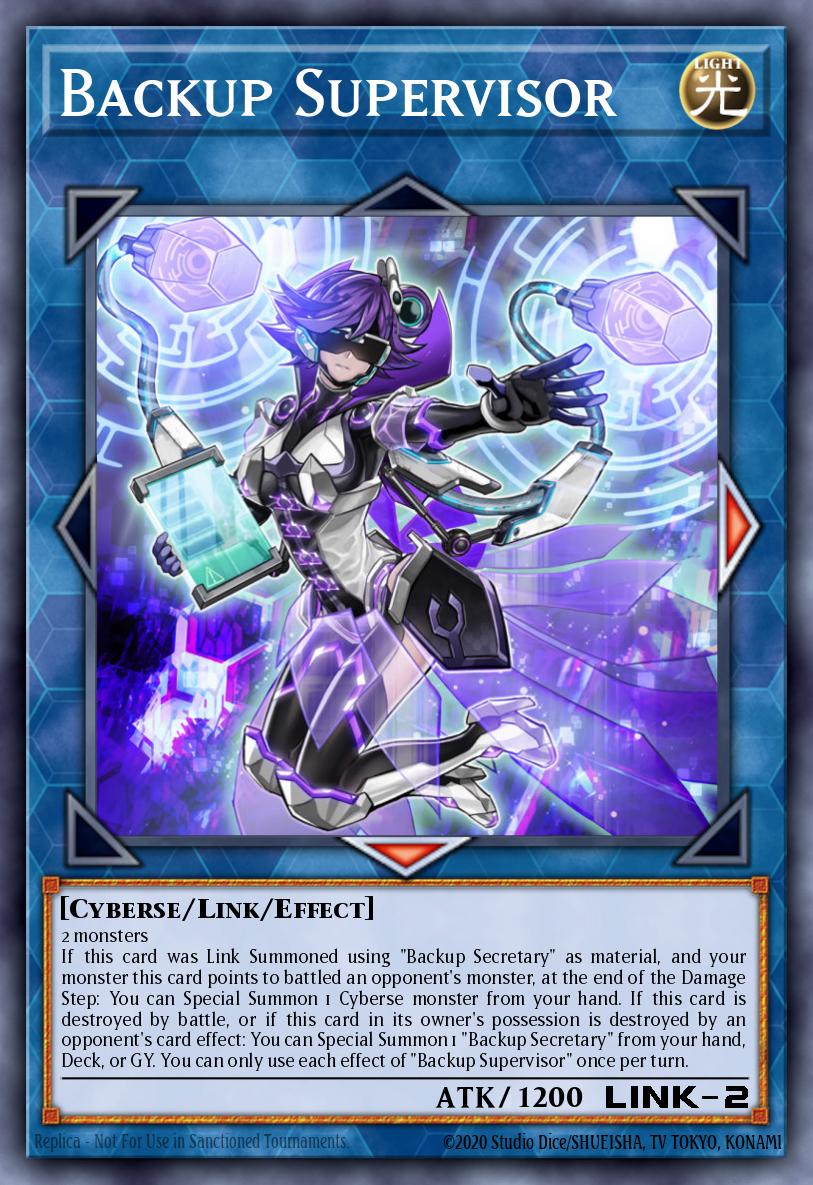 Backup Supervisor
LIGHT
光
[Cyberse/Link/Effect]
2 monsters
If this card was Link Summoned using "Backup Secretary" as material, and your
monster this card points to battled an opponent's monster, at the end of the Damage
Step: You can Special Summon 1 Cyberse monster from your hand. If this card is
destroyed by battle, or if this card in its owner's possession is destroyed by an
opponent's card effect: You can Special Summon 1 "Backup Secretary" from your hand,
Deck, or GY. You can only use each effect of "Backup Supervisor" once per turn.
ATK/1200 LINK-2
Replica - Not For Use in Sanctioned Tournaments. ©2020 Studio Dice/SHUEISHA, TV TOKYO, KONAMI